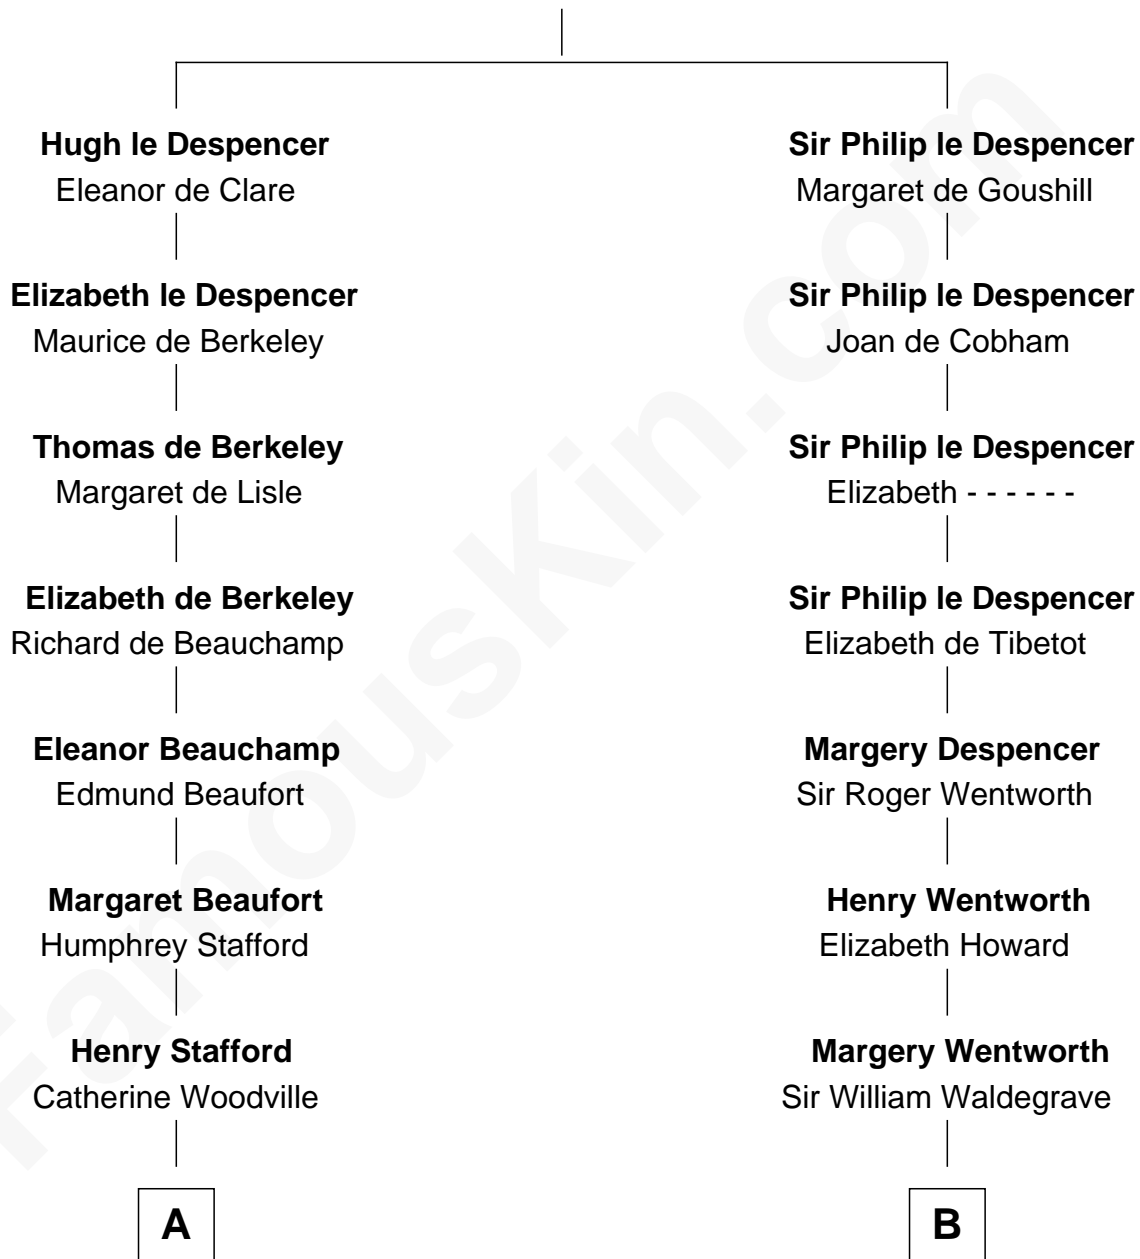 Hugh le Despencer
Eleanor de Clare
Sir Philip le Despencer
Margaret de Goushill
Elizabeth le Despencer
Maurice de Berkeley
Sir Philip le Despencer
Joan de Cobham
Thomas de Berkeley
Margaret de Lisle
Sir Philip le Despencer
Elizabeth - - - - - -
Elizabeth de Berkeley
Richard de Beauchamp
Sir Philip le Despencer
Elizabeth de Tibetot
Eleanor Beauchamp
Edmund Beaufort
Margery Despencer
Sir Roger Wentworth
Margaret Beaufort
Humphrey Stafford
Henry Wentworth
Elizabeth Howard
Henry Stafford
Catherine Woodville
Margery Wentworth
Sir William Waldegrave
A
B
FamousKin.com